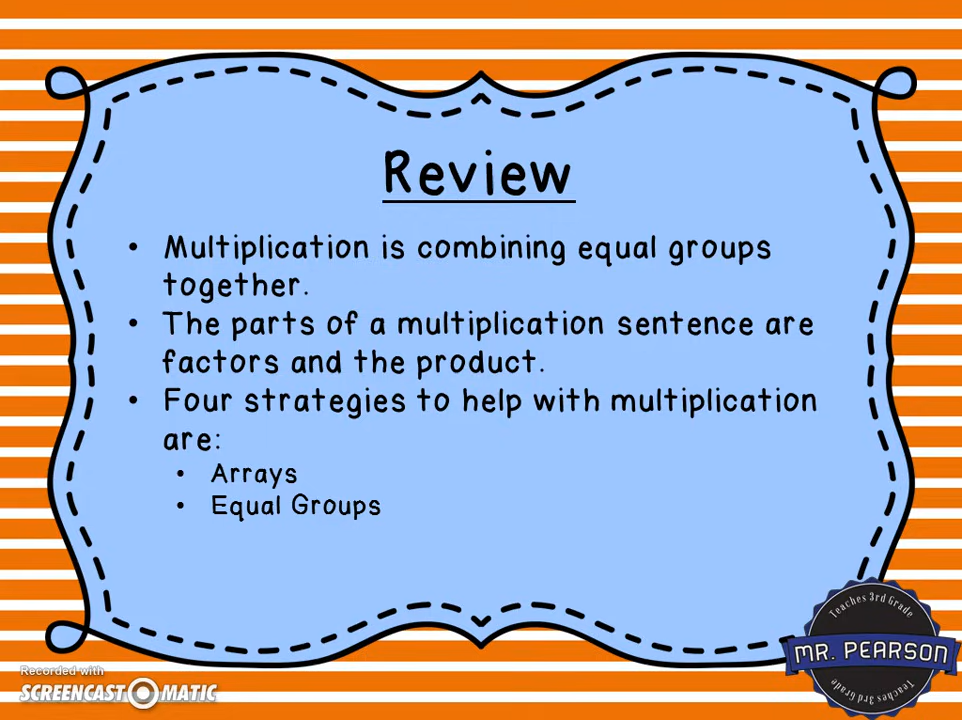 Review
• Multiplication is combining equal groups
together.
• The parts of a multiplication sentence are
factors and the product.
• Four strategies to help with multiplication
are:
• Arrays
• Equal Groups
Teaches 3rd Grade
MR. PEARSON
Teaches 3rd Grade
Recorded with
SCREENCAST O MATIC